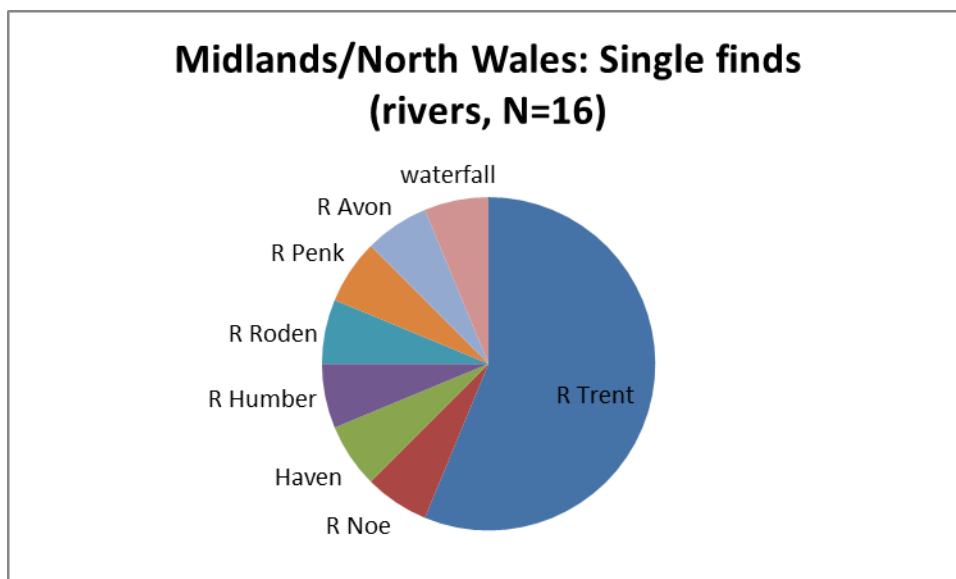 Midlands/North Wales: Single finds
(rivers, N=16)
waterfall
R Avon
R Penk
R Roden
R Humber
R Trent
Haven
R Noe